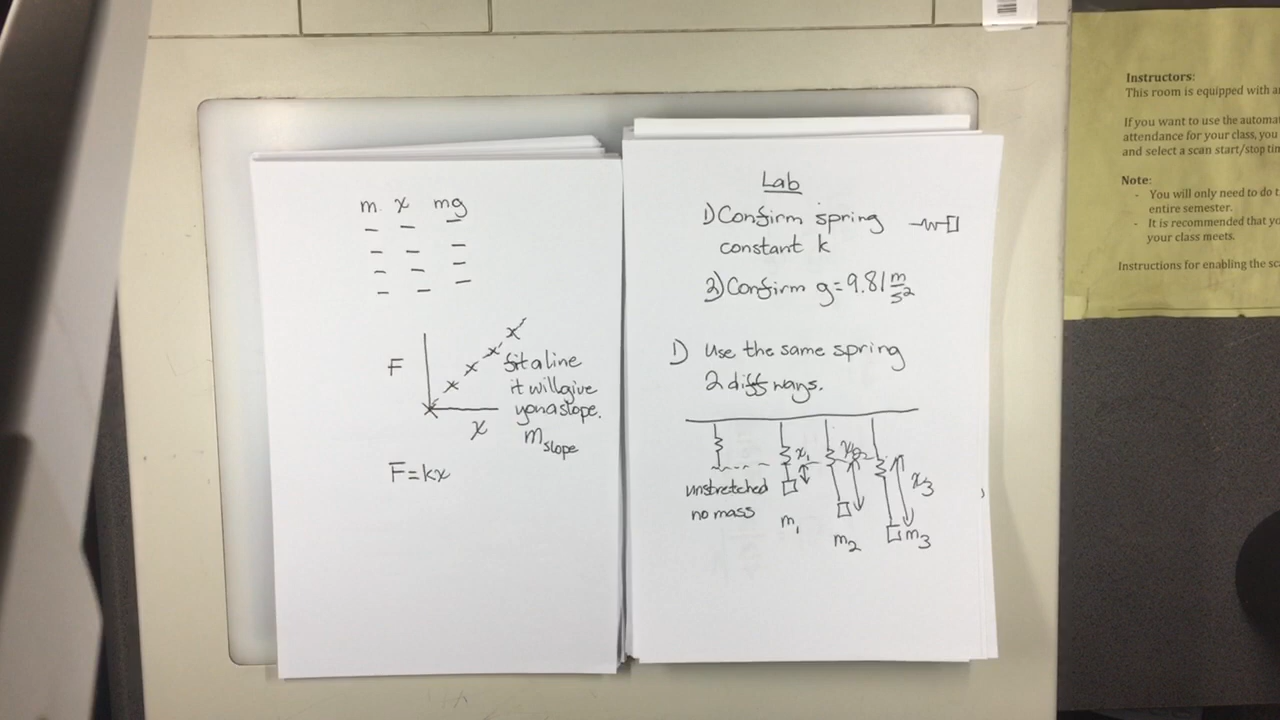 m x mg
F
fit a line
it will give
you a slope.
m slope
x
F=kx
Lab
1) Confirm spring
constant k
2) Confirm g=9.81 m/s2
1) Use the same spring
2 diff ways.
x1
x2
x3
unstretched
no mass
m1
m2
m3
Instructors:
This room is equipped with
If you want to use the automa
attendance for your class, you
and select a scan start/stop tim
Note:
- You will only need to do t
entire semester.
- It is recommended that yo
your class meets.
Instructions for enabling the sc